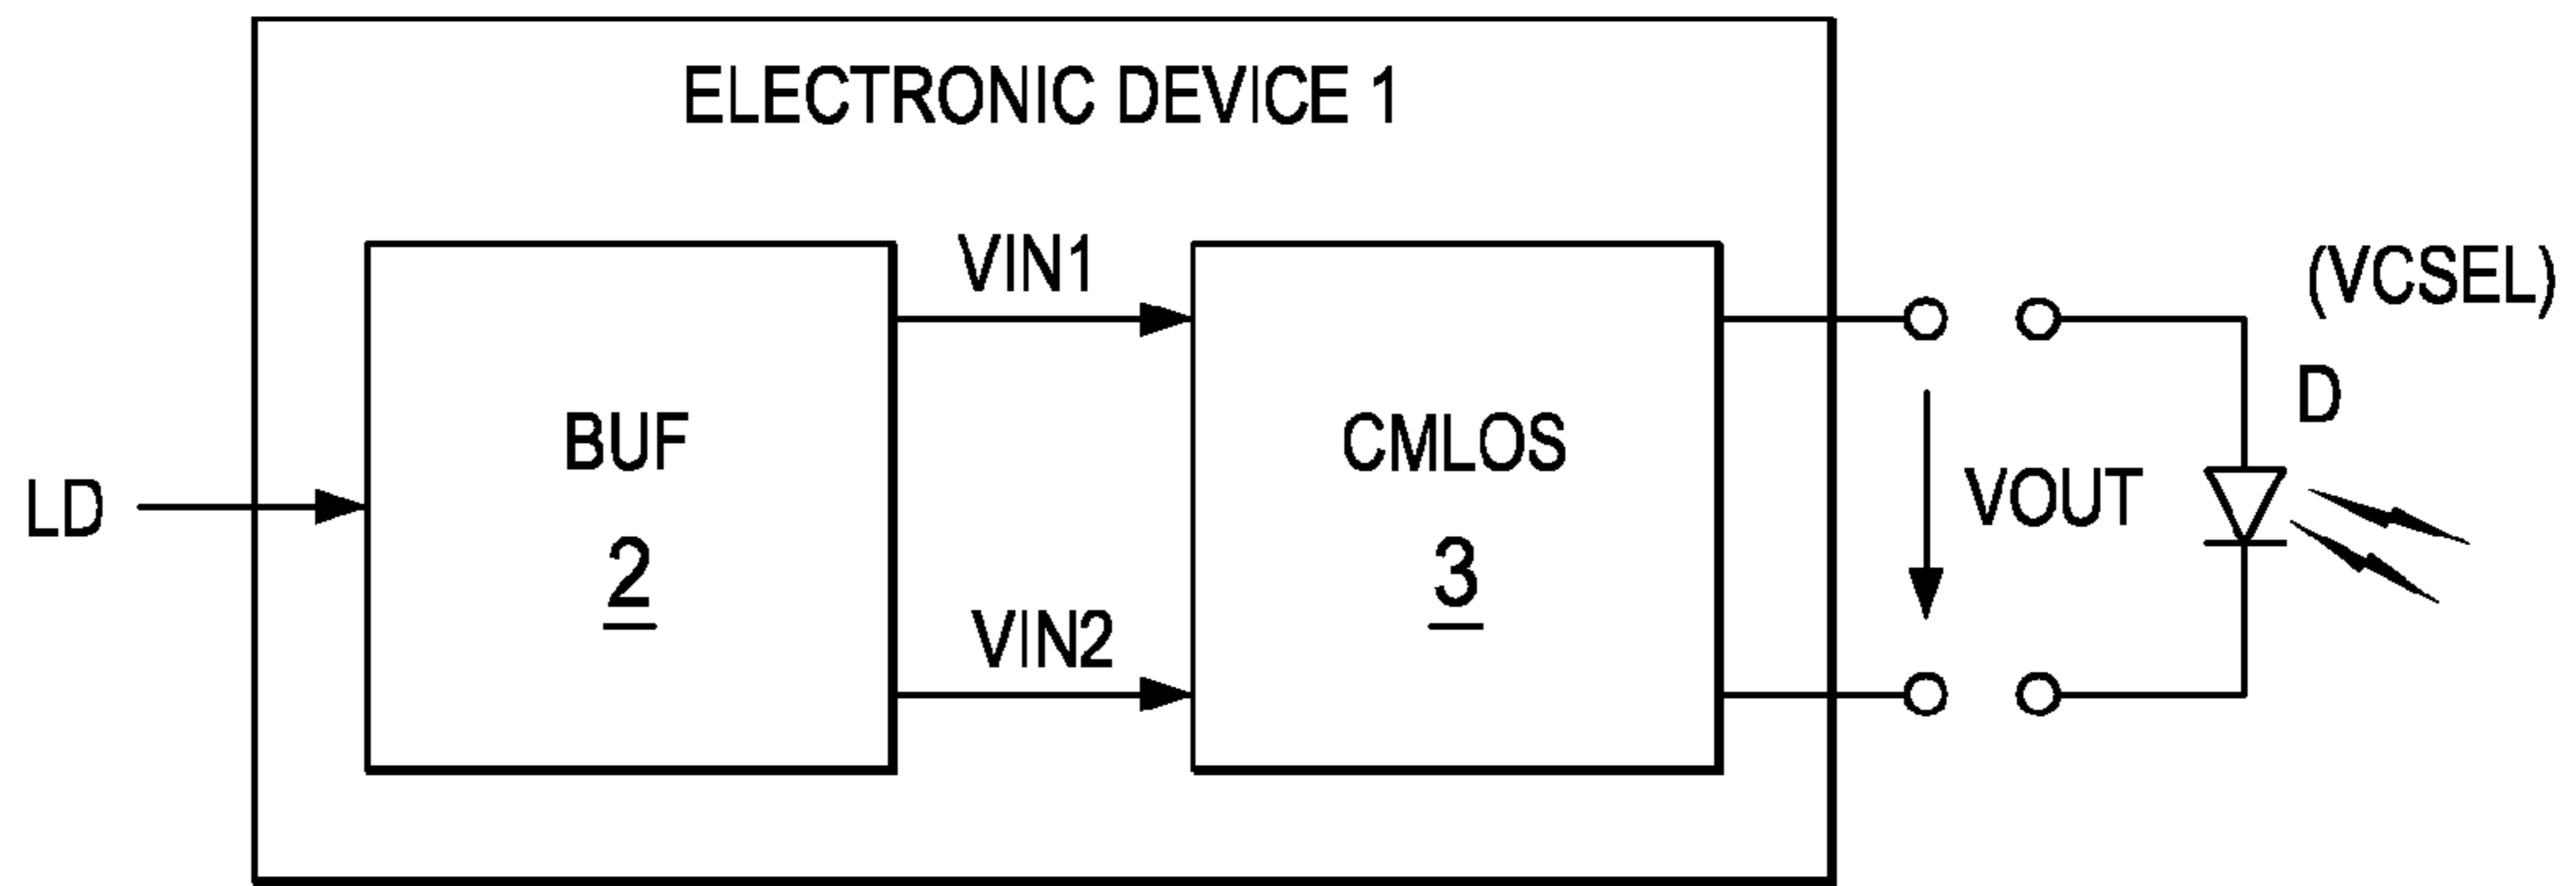 ELECTRONIC DEVICE 1
VIN1
(VCSEL)
D
BUF
CMLOS
LD
VOUT
2
3
VIN2